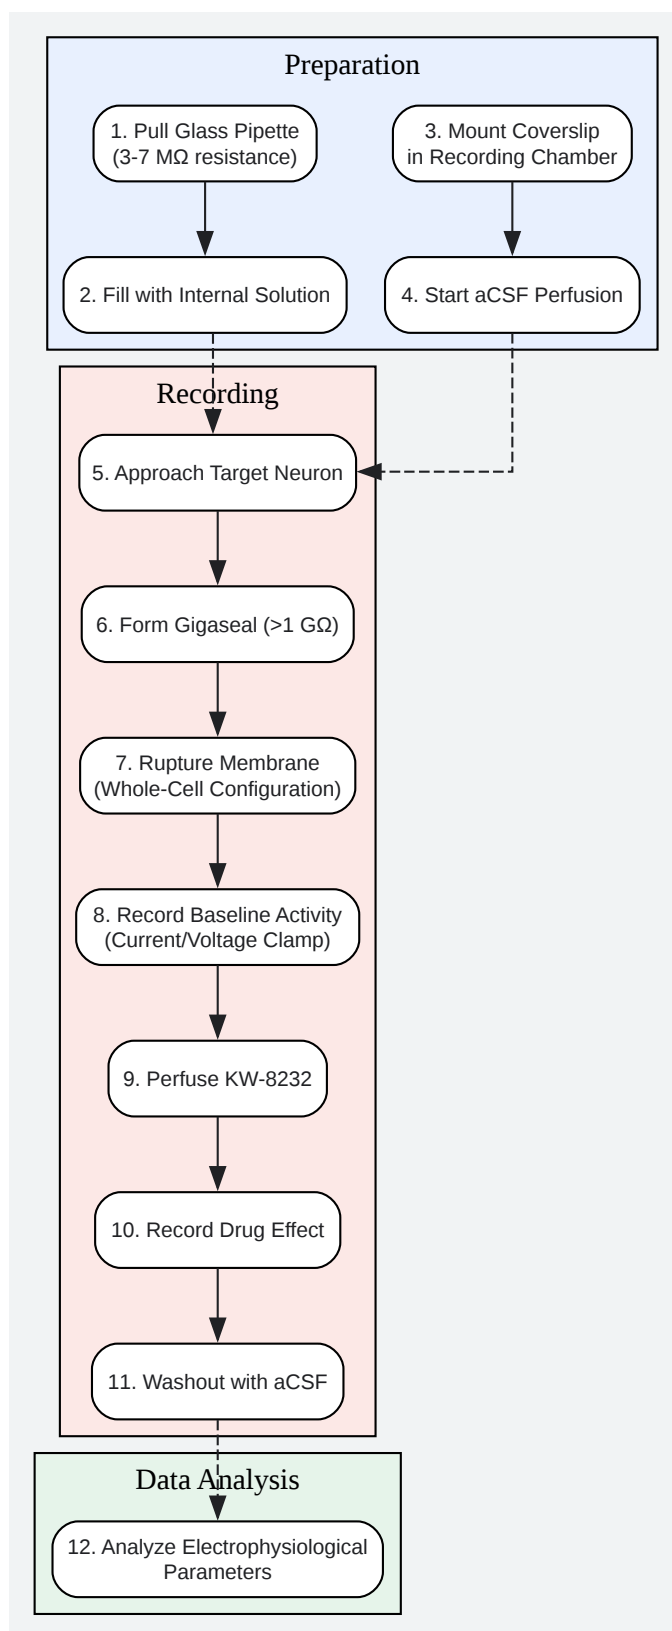 Preparation
1. Pull Glass Pipette
(3-7 MΩ resistance)
3. Mount Coverslip
in Recording Chamber
2. Fill with Internal Solution
4. Start aCSF Perfusion
Recording
5. Approach Target Neuron
6. Form Gigaseal (>1 GΩ)
7. Rupture Membrane
(Whole-Cell Configuration)
8. Record Baseline Activity
(Current/Voltage Clamp)
9. Perfuse KW-8232
10. Record Drug Effect
11. Washout with aCSF
Data Analysis
12. Analyze Electrophysiological
Parameters